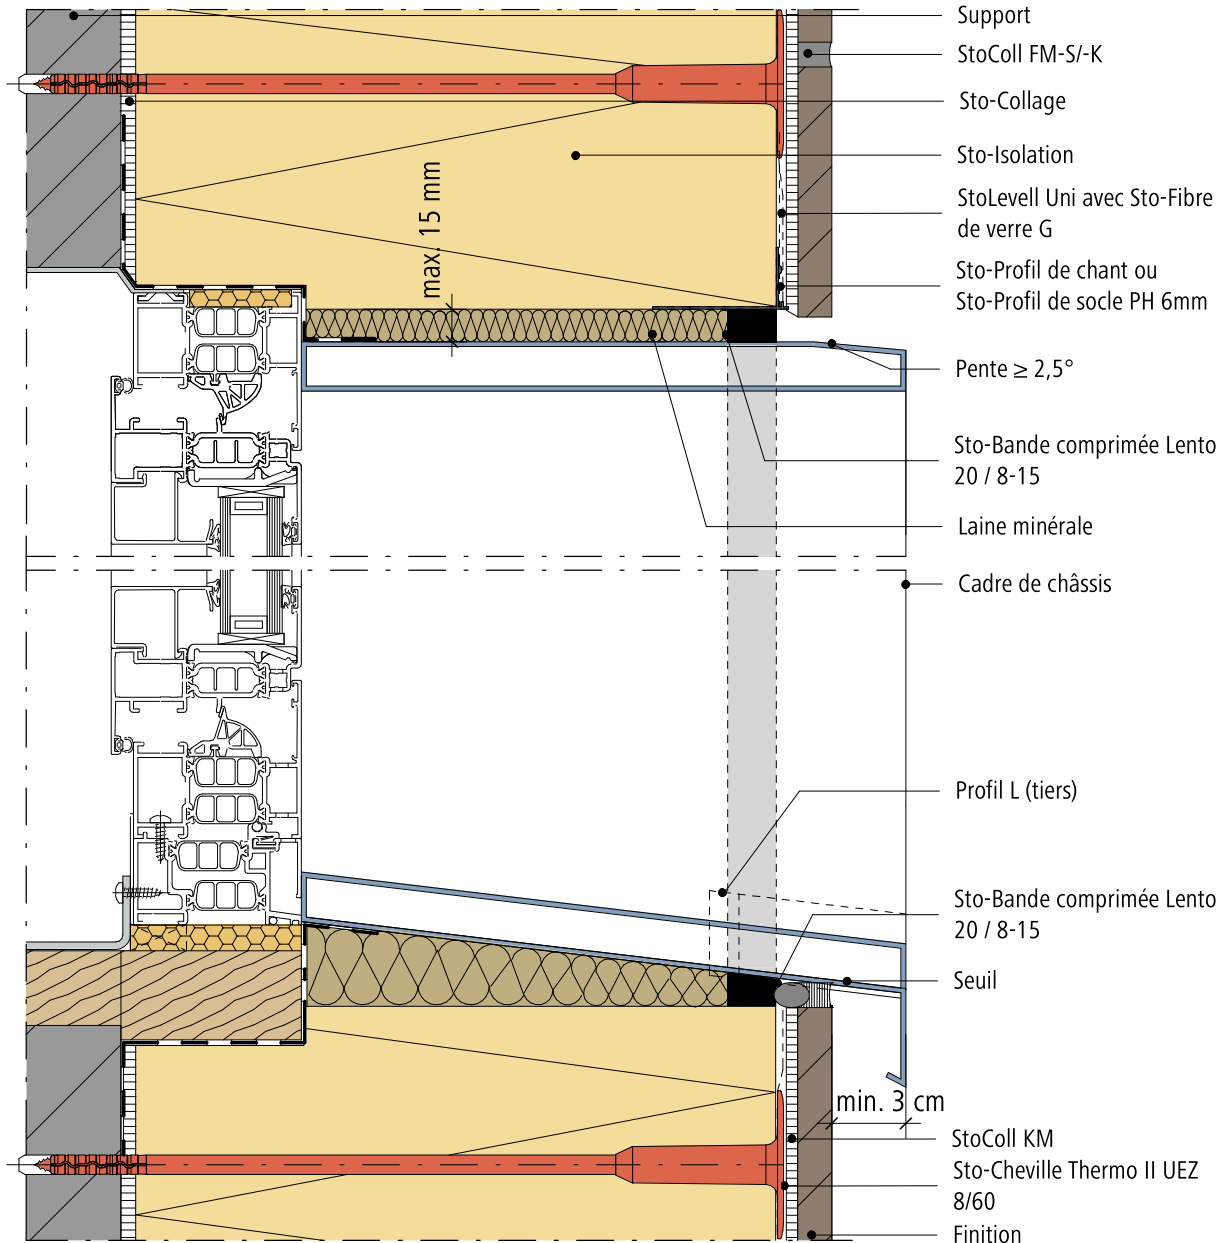 Support
StoColl FM-S/-K
Sto-Collage
Sto-Isolation
StoLevell Uni avec Sto-Fibre
de verre G
Sto-Profil de chant ou
Sto-Profil de socle PH 6mm
max. 15 mm
Pente ≥ 2,5°
Sto-Bande comprimée Lento
20 / 8-15
Laine minérale
Cadre de châssis
Profil L (tiers)
Sto-Bande comprimée Lento
20 / 8-15
Seuil
min. 3 cm
StoColl KM
Sto-Cheville Thermo II UEZ
8/60
Finition